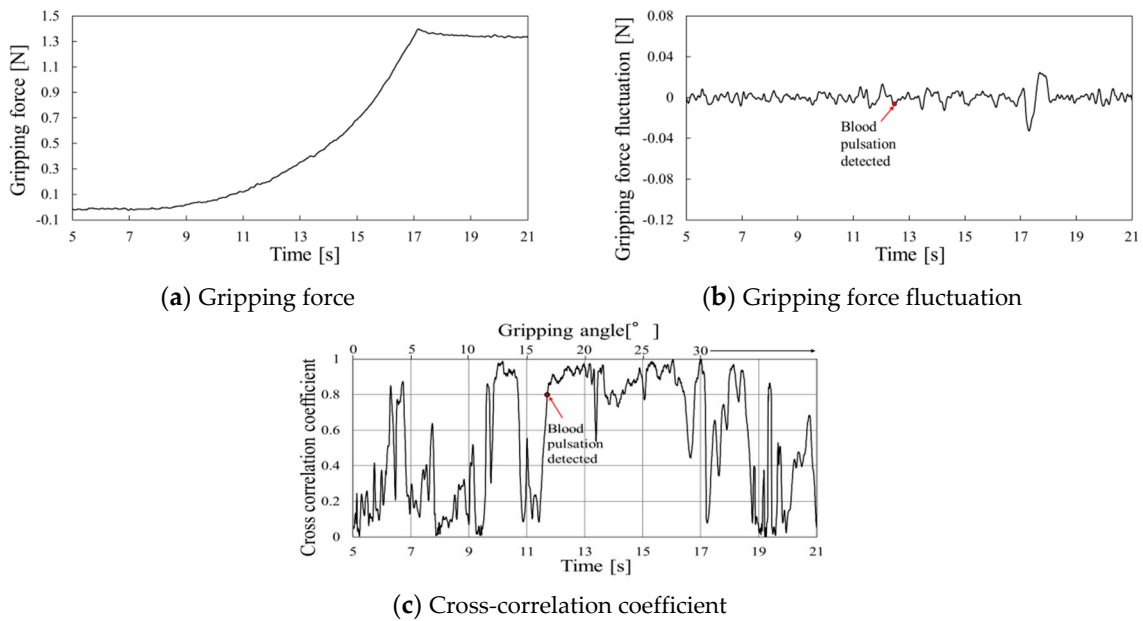 Gripping force [N]
1.5
1.3
1.1
0.9
0.7
0.5
0.3
0.1
-0.1
5 7 9 11 13 15 17 19 21
Time [s]
(a) Gripping force
Gripping force fluctuation [N]
0.08
0.04
0
-0.04
-0.08
-0.12
Blood
pulsation
detected
5 7 9 11 13 15 17 19 21
Time [s]
(b) Gripping force fluctuation
Gripping angle[° ]
0 5 10 15 20 25 30
Cross correlation coefficient
1
0.8
0.6
0.4
0.2
0
Blood
pulsation
detected
5 7 9 11 13 15 17 19 21
Time [s]
(c) Cross-correlation coefficient